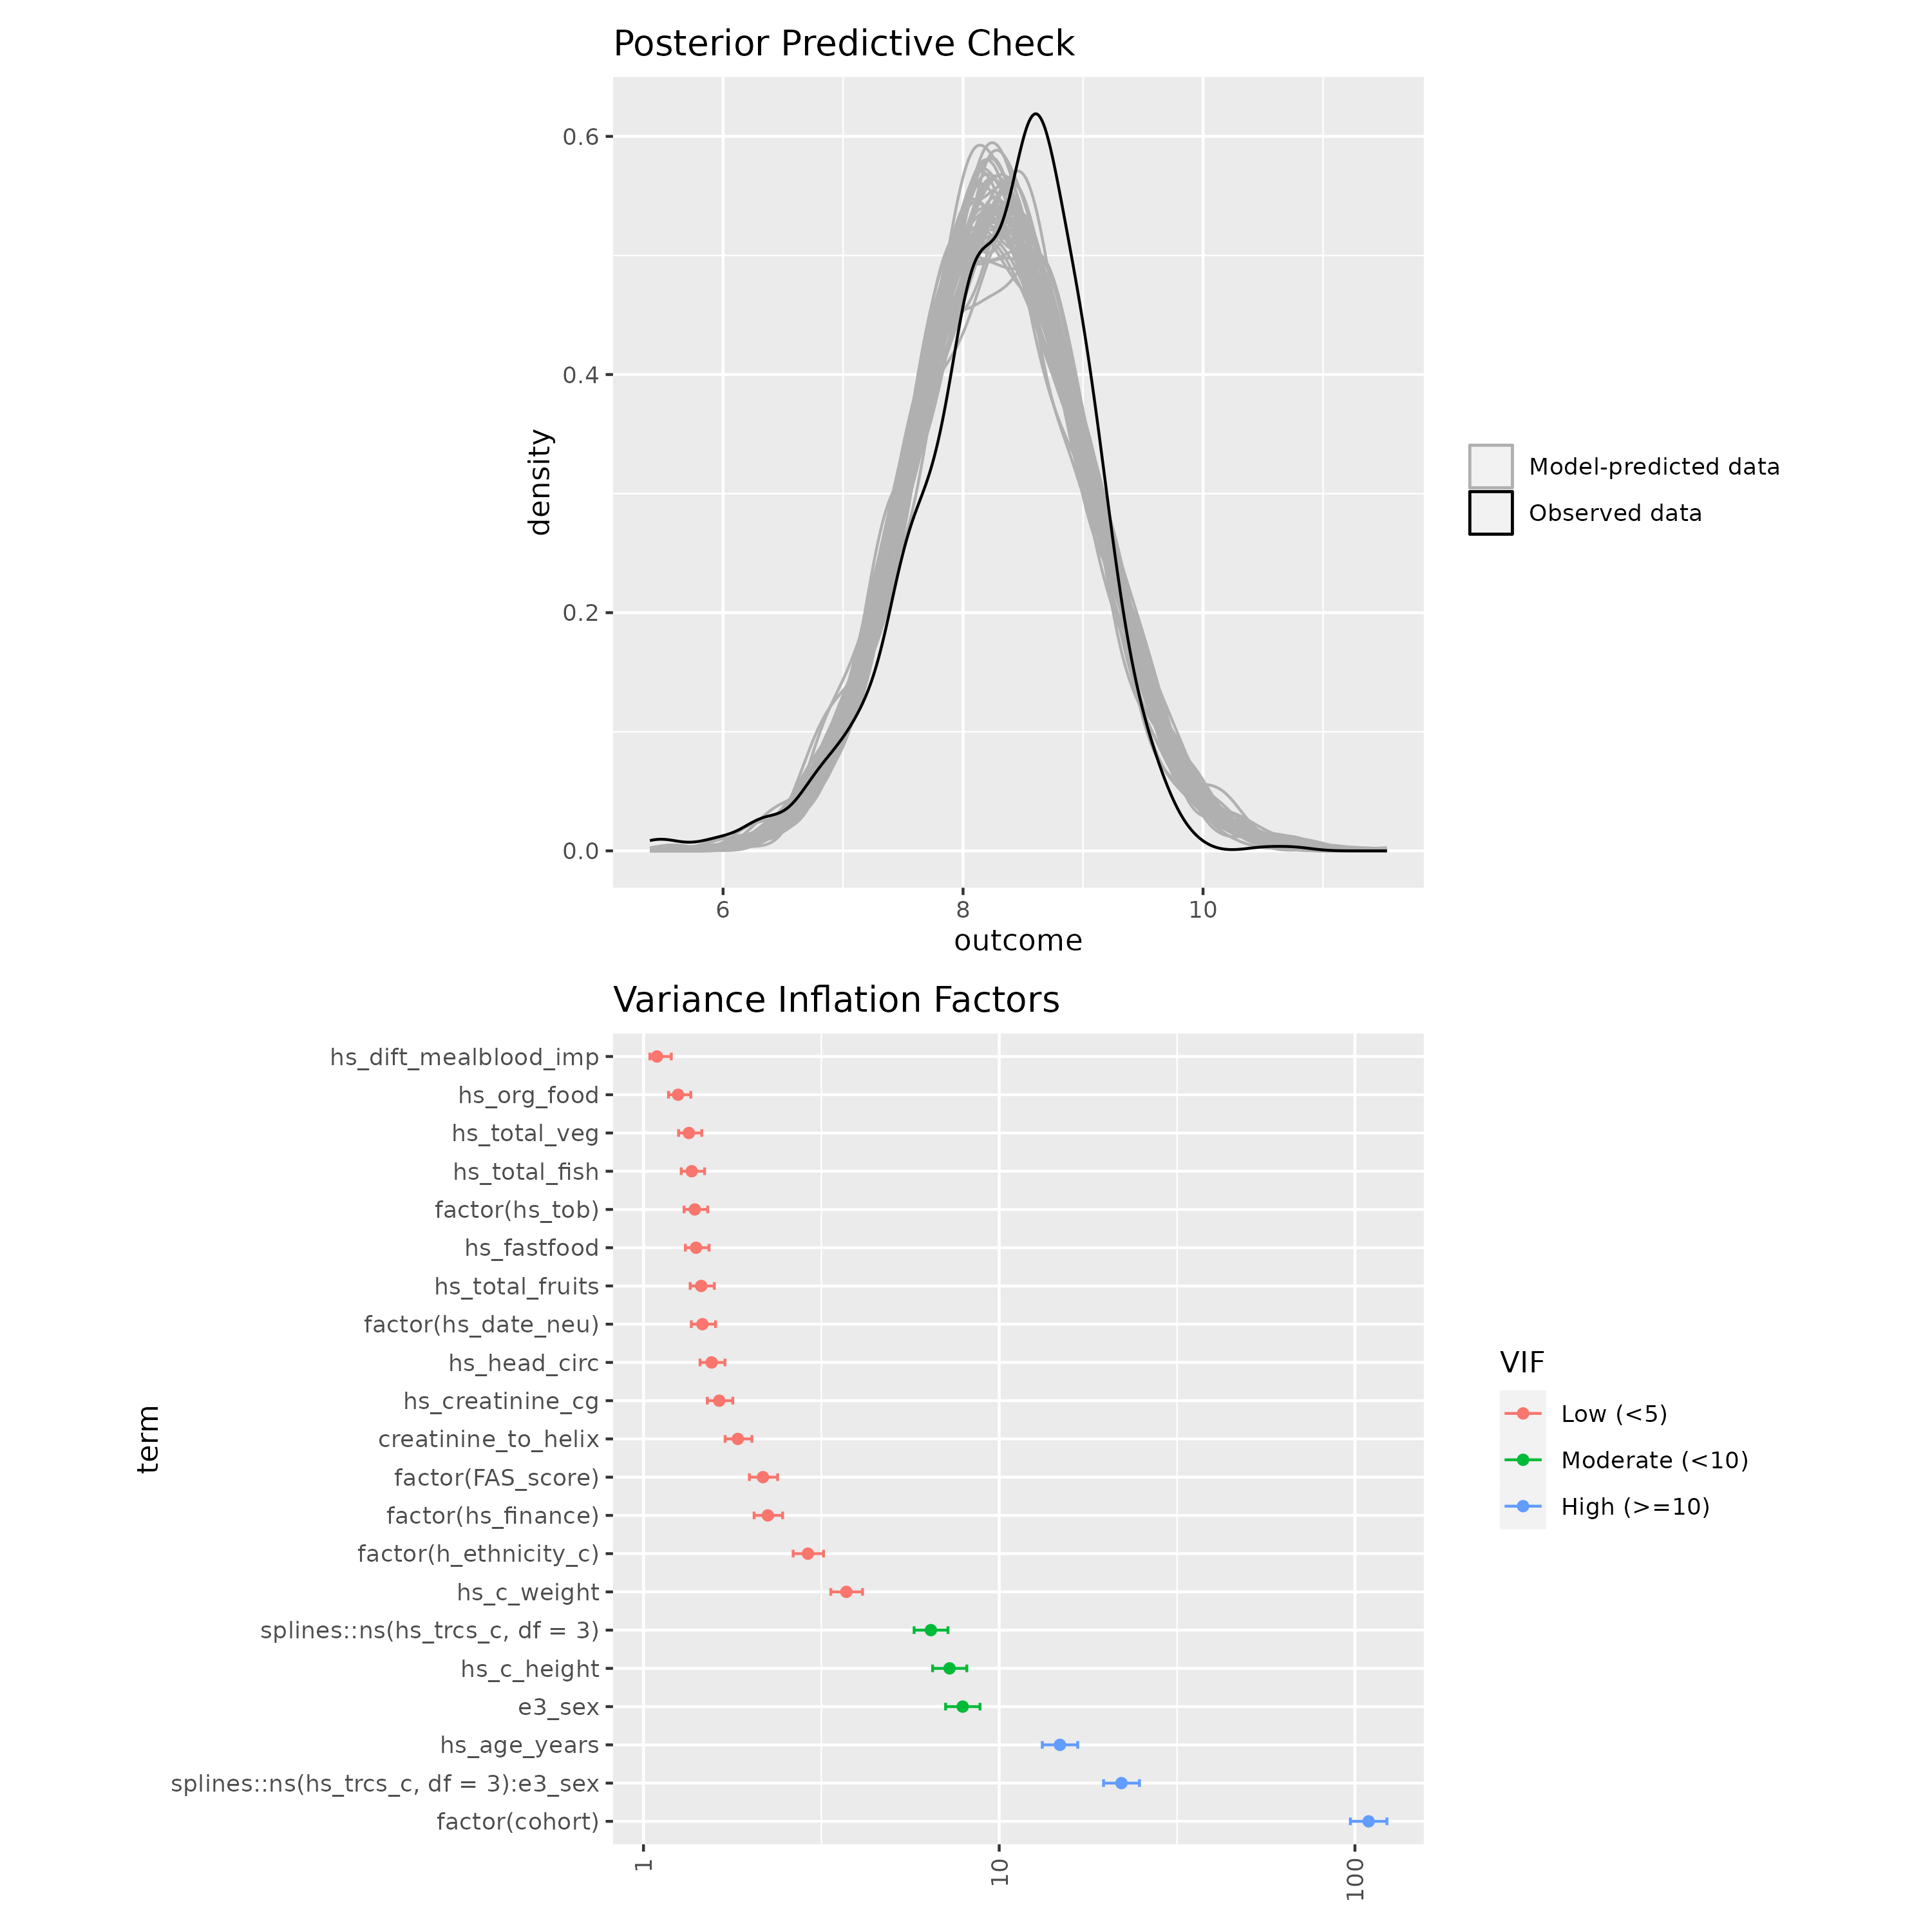 Posterior Predictive Check
0.6
0.4
0.2
0.0
density
6
8
10
outcome
Model-predicted data
Observed data
Variance Inflation Factors
term
hs_dift_mealblood_imp
hs_org_food
hs_total_veg
hs_total_fish
factor(hs_tob)
hs_fastfood
hs_total_fruits
factor(hs_date_neu)
hs_head_circ
hs_creatinine_cg
creatinine_to_helix
factor(FAS_score)
factor(hs_finance)
factor(h_ethnicity_c)
hs_c_weight
splines::ns(hs_trcs_c, df = 3)
hs_c_height
e3_sex
hs_age_years
splines::ns(hs_trcs_c, df = 3):e3_sex
factor(cohort)
1
10
100
VIF
Low (<5)
Moderate (<10)
High (>=10)